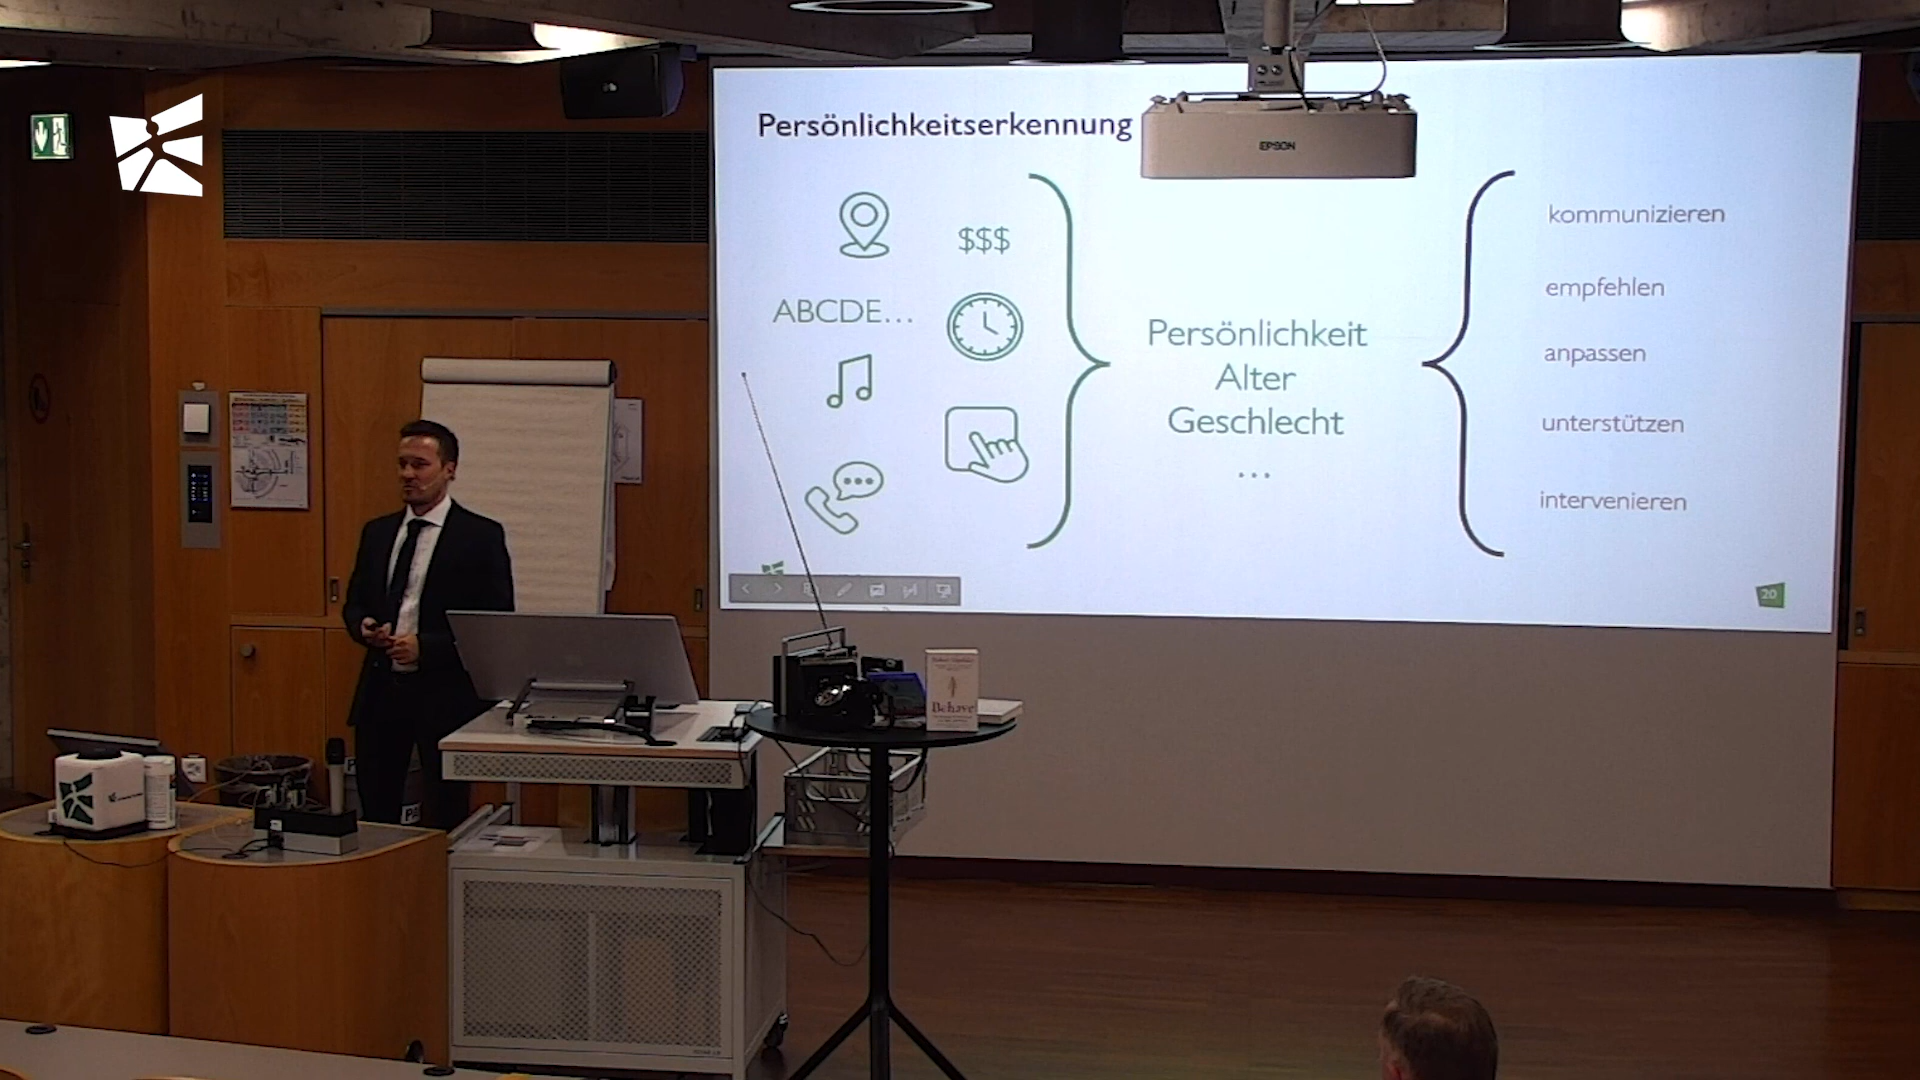 Persönlichkeitserkennung
EPSON
$$$
ABCDE...
Persönlichkeit
Alter
Geschlecht
...
kommunizieren
empfehlen
anpassen
unterstützen
intervenieren
20
Behave